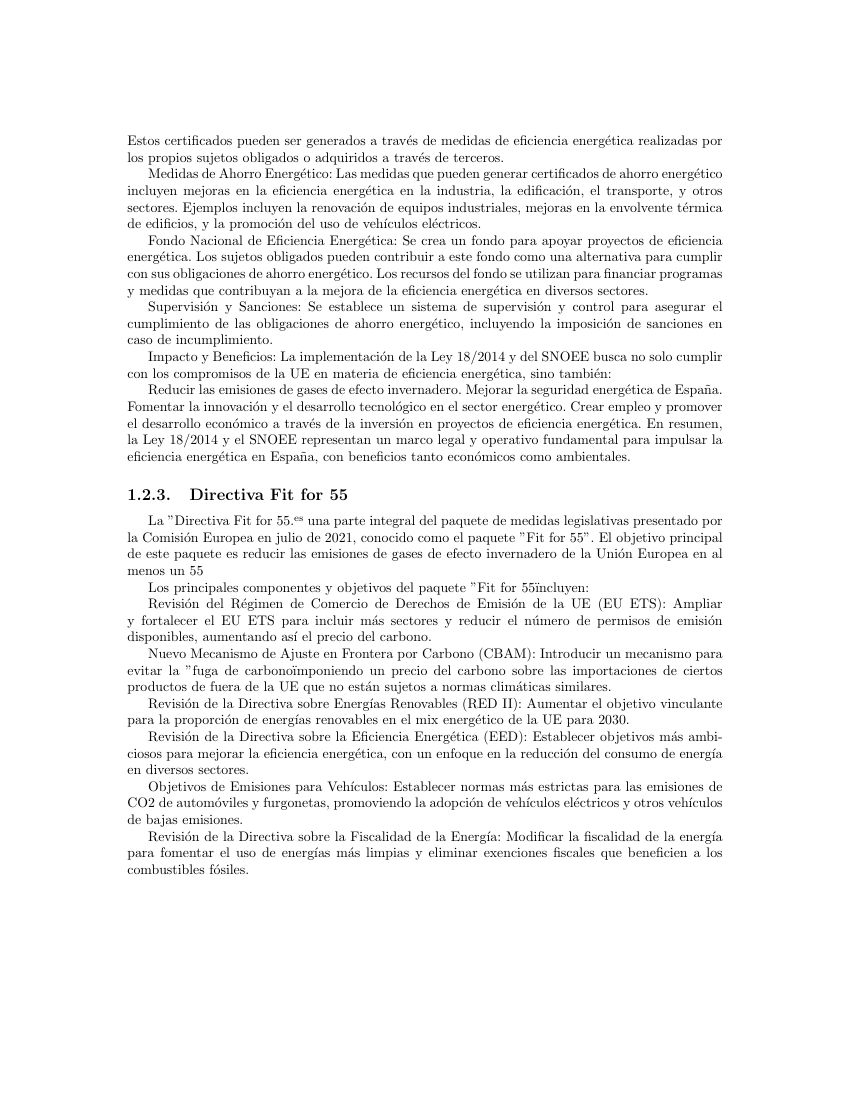 Estos certificados pueden ser generados a través de medidas de eficiencia energética realizadas por
los propios sujetos obligados o adquiridos a través de terceros.
Medidas de Ahorro Energético: Las medidas que pueden generar certificados de ahorro energético
incluyen mejoras en la eficiencia energética en la industria, la edificación, el transporte, y otros
sectores. Ejemplos incluyen la renovación de equipos industriales, mejoras en la envolvente térmica
de edificios, y la promoción del uso de vehículos eléctricos.
Fondo Nacional de Eficiencia Energética: Se crea un fondo para apoyar proyectos de eficiencia
energética. Los sujetos obligados pueden contribuir a este fondo como una alternativa para cumplir
con sus obligaciones de ahorro energético. Los recursos del fondo se utilizan para financiar programas
y medidas que contribuyan a la mejora de la eficiencia energética en diversos sectores.
Supervisión y Sanciones: Se establece un sistema de supervisión y control para asegurar el
cumplimiento de las obligaciones de ahorro energético, incluyendo la imposición de sanciones en
caso de incumplimiento.
Impacto y Beneficios: La implementación de la Ley 18/2014 y del SNOEE busca no solo cumplir
con los compromisos de la UE en materia de eficiencia energética, sino también:
Reducir las emisiones de gases de efecto invernadero. Mejorar la seguridad energética de España.
Fomentar la innovación y el desarrollo tecnológico en el sector energético. Crear empleo y promover
el desarrollo económico a través de la inversión en proyectos de eficiencia energética. En resumen,
la Ley 18/2014 y el SNOEE representan un marco legal y operativo fundamental para impulsar la
eficiencia energética en España, con beneficios tanto económicos como ambientales.
1.2.3. Directiva Fit for 55
La ”Directiva Fit for 55.es una parte integral del paquete de medidas legislativas presentado por
la Comisión Europea en julio de 2021, conocido como el paquete ”Fit for 55”. El objetivo principal
de este paquete es reducir las emisiones de gases de efecto invernadero de la Unión Europea en al
menos un 55
Los principales componentes y objetivos del paquete ”Fit for 55ïncluyen:
Revisión del Régimen de Comercio de Derechos de Emisión de la UE (EU ETS): Ampliar
y fortalecer el EU ETS para incluir más sectores y reducir el número de permisos de emisión
disponibles, aumentando así el precio del carbono.
Nuevo Mecanismo de Ajuste en Frontera por Carbono (CBAM): Introducir un mecanismo para
evitar la ”fuga de carbonoïmponiendo un precio del carbono sobre las importaciones de ciertos
productos de fuera de la UE que no están sujetos a normas climáticas similares.
Revisión de la Directiva sobre Energías Renovables (RED II): Aumentar el objetivo vinculante
para la proporción de energías renovables en el mix energético de la UE para 2030.
Revisión de la Directiva sobre la Eficiencia Energética (EED): Establecer objetivos más ambi-
ciosos para mejorar la eficiencia energética, con un enfoque en la reducción del consumo de energía
en diversos sectores.
Objetivos de Emisiones para Vehículos: Establecer normas más estrictas para las emisiones de
CO2 de automóviles y furgonetas, promoviendo la adopción de vehículos eléctricos y otros vehículos
de bajas emisiones.
Revisión de la Directiva sobre la Fiscalidad de la Energía: Modificar la fiscalidad de la energía
para fomentar el uso de energías más limpias y eliminar exenciones fiscales que beneficien a los
combustibles fósiles.